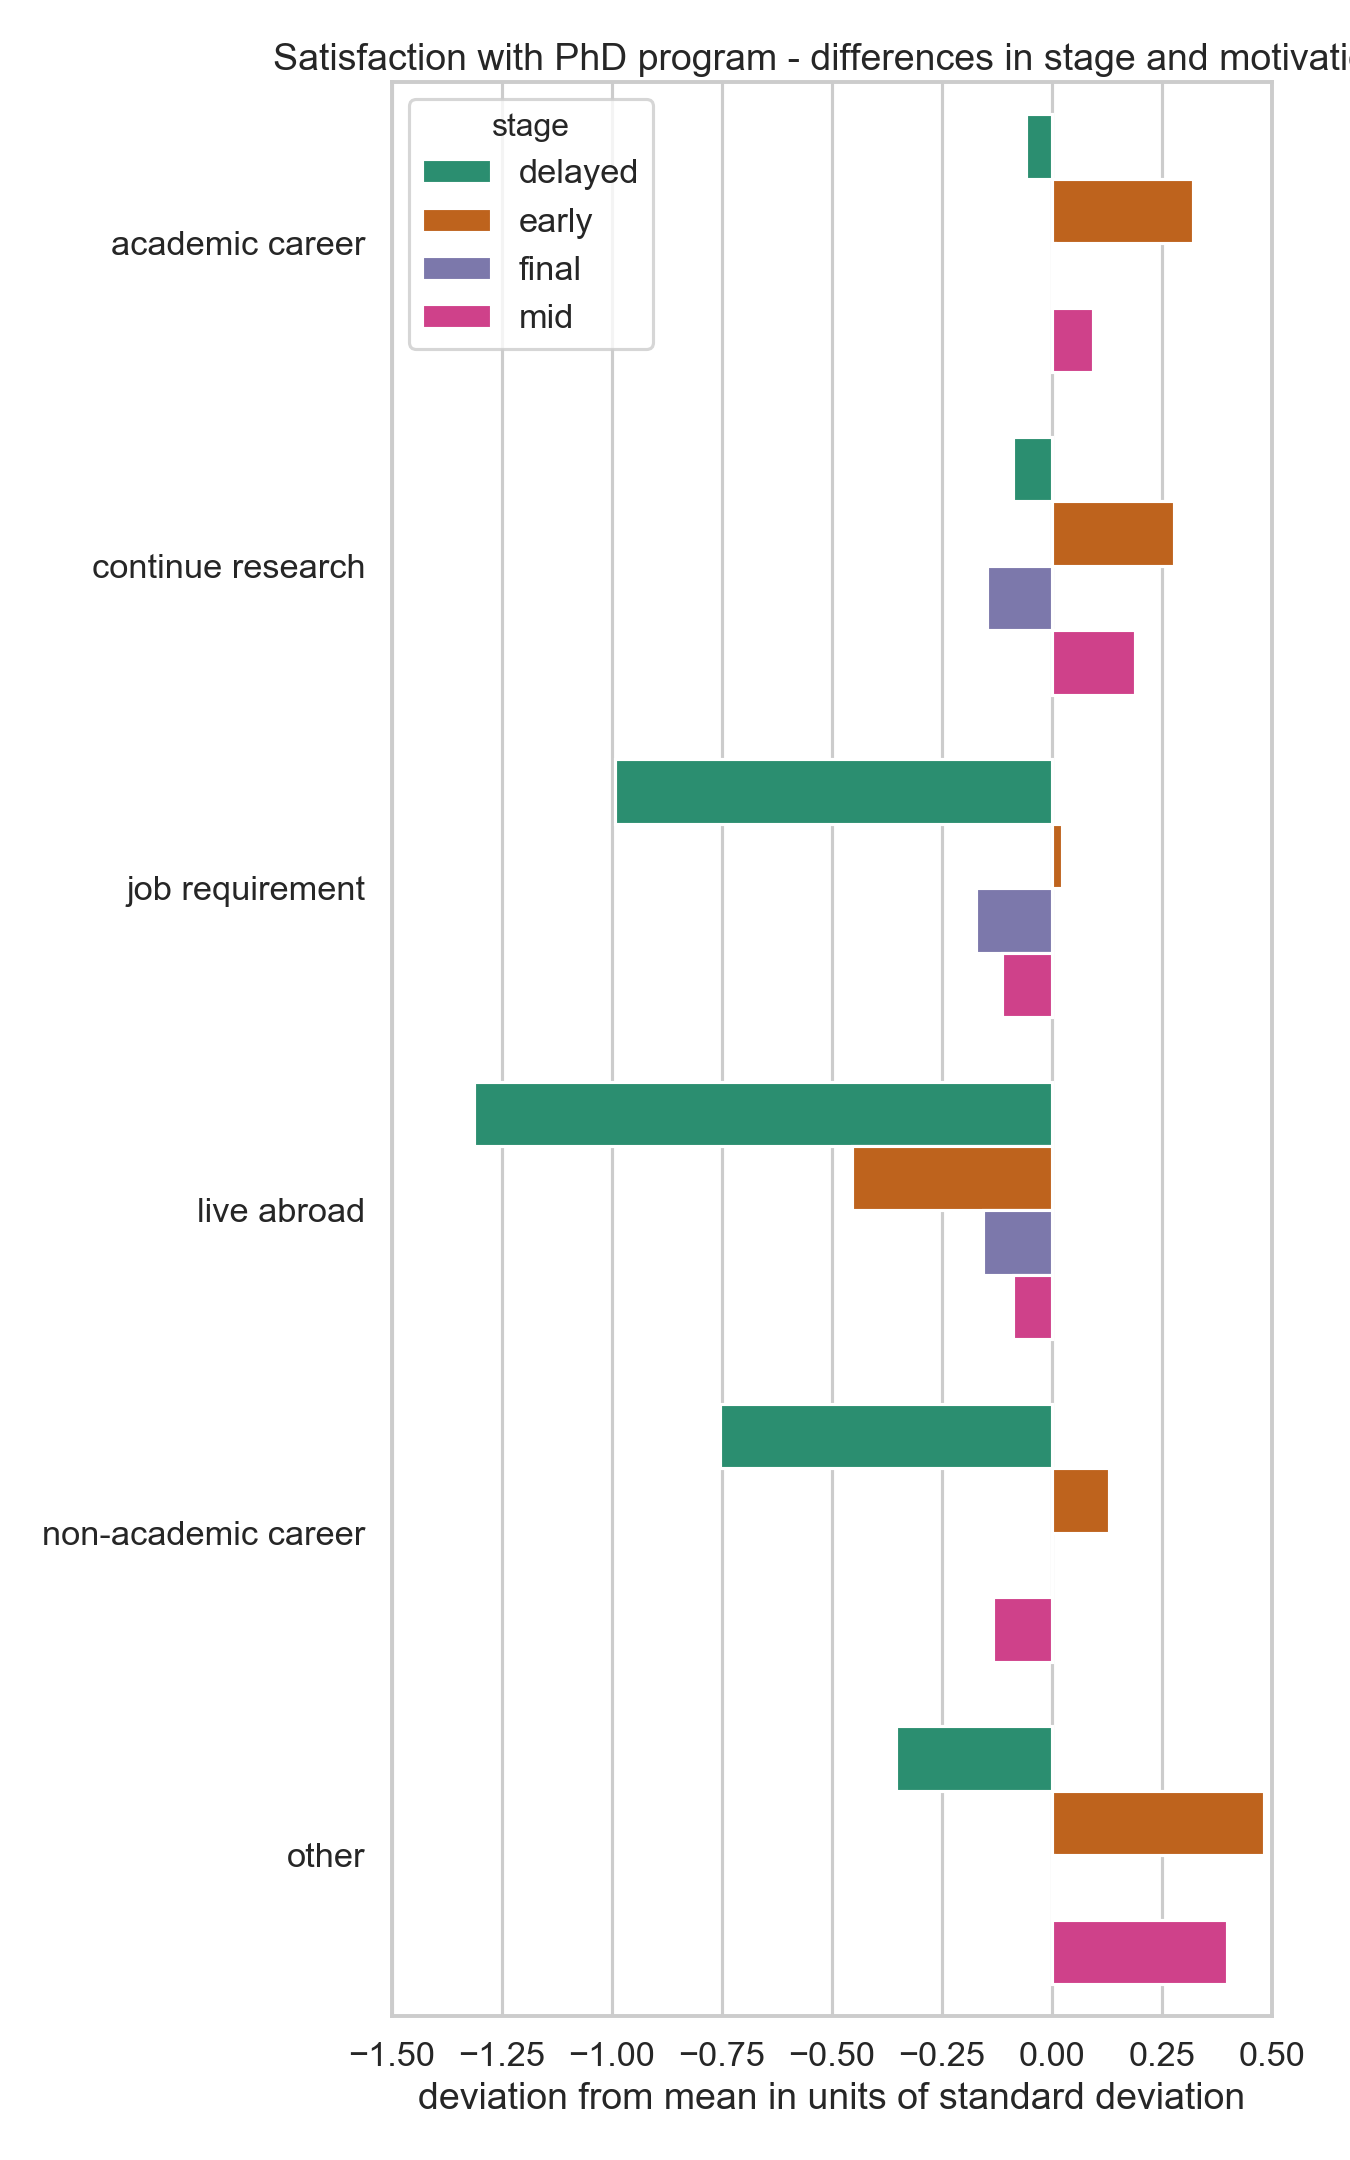 Satisfaction with PhD program - differences in stage and motivati
stage
delayed
early
final
mid
academic career
continue research
job requirement
live abroad
non-academic career
other
−1.50 −1.25 −1.00 −0.75 −0.50 −0.25 0.00 0.25 0.50
deviation from mean in units of standard deviation